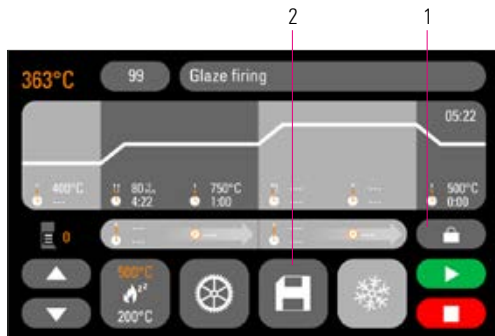 2 1
363°C 99 Glaze firing
05:22
400°C 80 750°C 500°C
--- 4:22 1:00 --- --- 0:00
0 --- --- ---
500°C
200°C